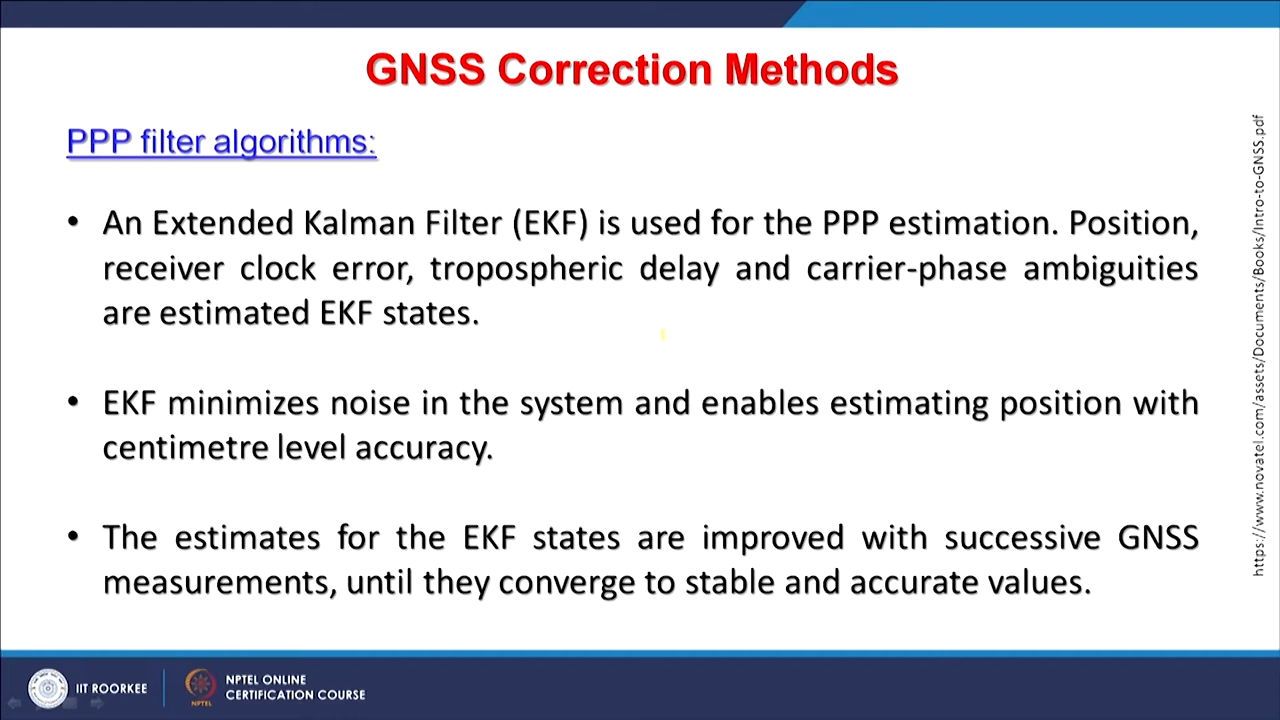 GNSS Correction Methods
PPP filter algorithms:
• An Extended Kalman Filter (EKF) is used for the PPP estimation. Position,
receiver clock error, tropospheric delay and carrier-phase ambiguities
are estimated EKF states.
• EKF minimizes noise in the system and enables estimating position with
centimetre level accuracy.
• The estimates for the EKF states are improved with successive GNSS
measurements, until they converge to stable and accurate values.
https://www.novatel.com/assets/Documents/Books/Intro-to-GNSS.pdf
IIT ROORKEE
NPTEL
NPTEL ONLINE
CERTIFICATION COURSE